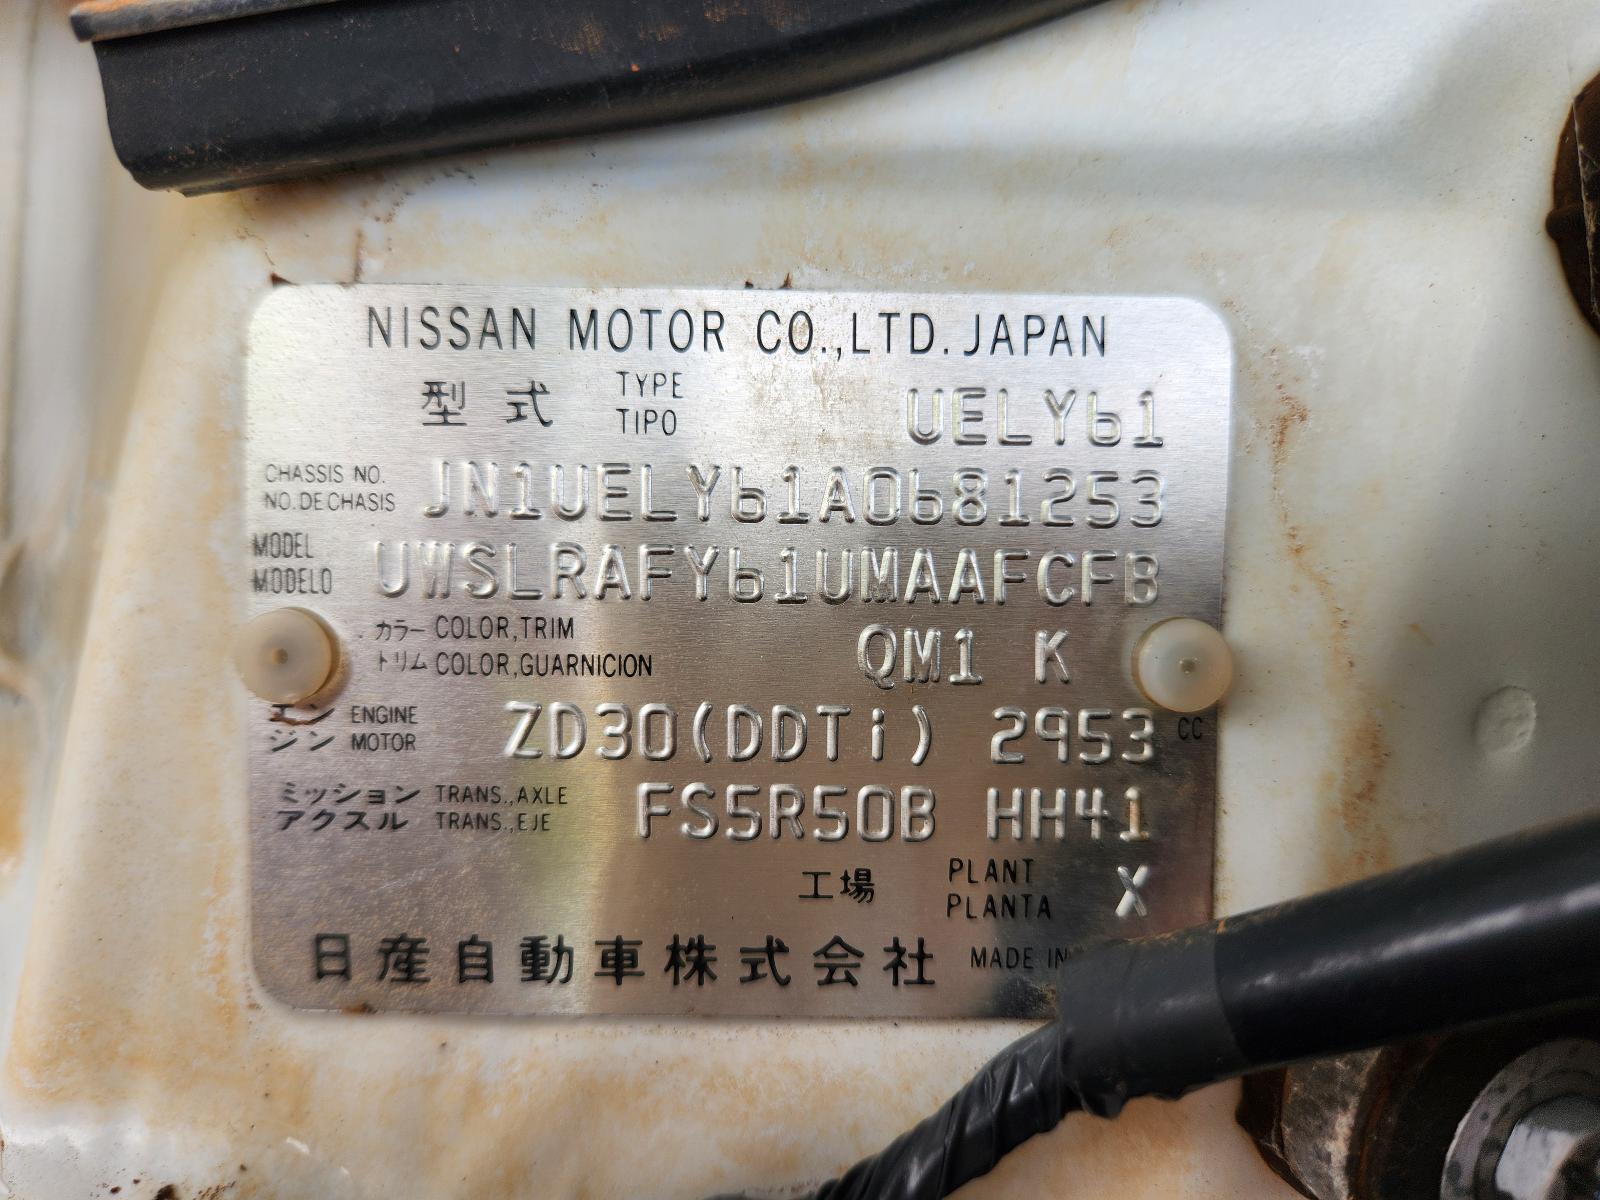 NISSAN MOTOR CO.,LTD. JAPAN
型式 TYPE TIPO UELY61
CHASSIS NO. NO. DE CHASIS JN1UELY61A0681253
MODEL MODELO UWSLRAFY61UMAAFCFB
カラー COLOR,TRIM
トリム COLOR,GUARNICION QM1 K
エン ENGINE
ジン MOTOR ZD30(DDTi) 2953 CC
ミッション TRANS.,AXLE
アクスル TRANS.,EJE FS5R50B HH41
工場 PLANT PLANTA X
日産自動車株式会社 MADE IN